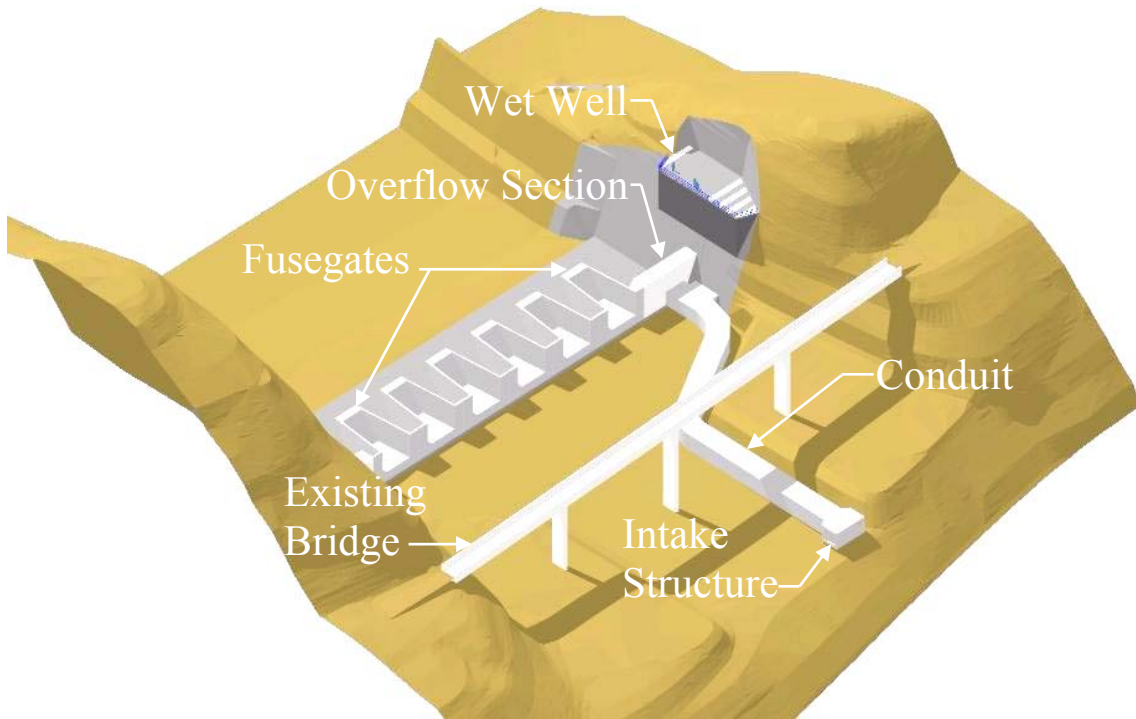 Wet Well
Overflow Section
Fusegates
Conduit
Existing
Bridge
Intake
Structure